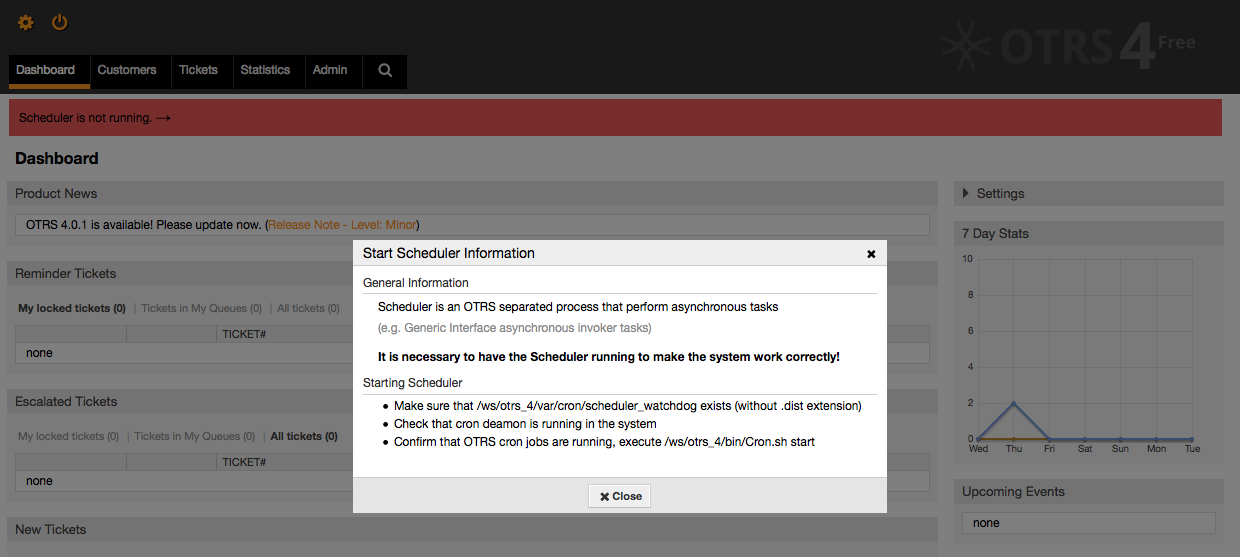 OTRS 4 Free
Dashboard Customers Tickets Statistics Admin
Scheduler is not running. →
Dashboard
Product News
OTRS 4.0.1 is available! Please update now. (Release Note - Level: Minor)
Reminder Tickets
My locked tickets (0) | Tickets in My Queues (0) | All tickets (0)
TICKET#
none
Escalated Tickets
My locked tickets (0) | Tickets in My Queues (0) | All tickets (0)
TICKET#
none
New Tickets
Start Scheduler Information
General Information
Scheduler is an OTRS separated process that perform asynchronous tasks
(e.g. Generic Interface asynchronous invoker tasks)
It is necessary to have the Scheduler running to make the system work correctly!
Starting Scheduler
• Make sure that /ws/otrs_4/var/cron/scheduler_watchdog exists (without .dist extension)
• Check that cron deamon is running in the system
• Confirm that OTRS cron jobs are running, execute /ws/otrs_4/bin/Cron.sh start
Close
Settings
7 Day Stats
10
8
6
4
2
0
Wed Thu Fri Sat Sun Mon Tue
Upcoming Events
none